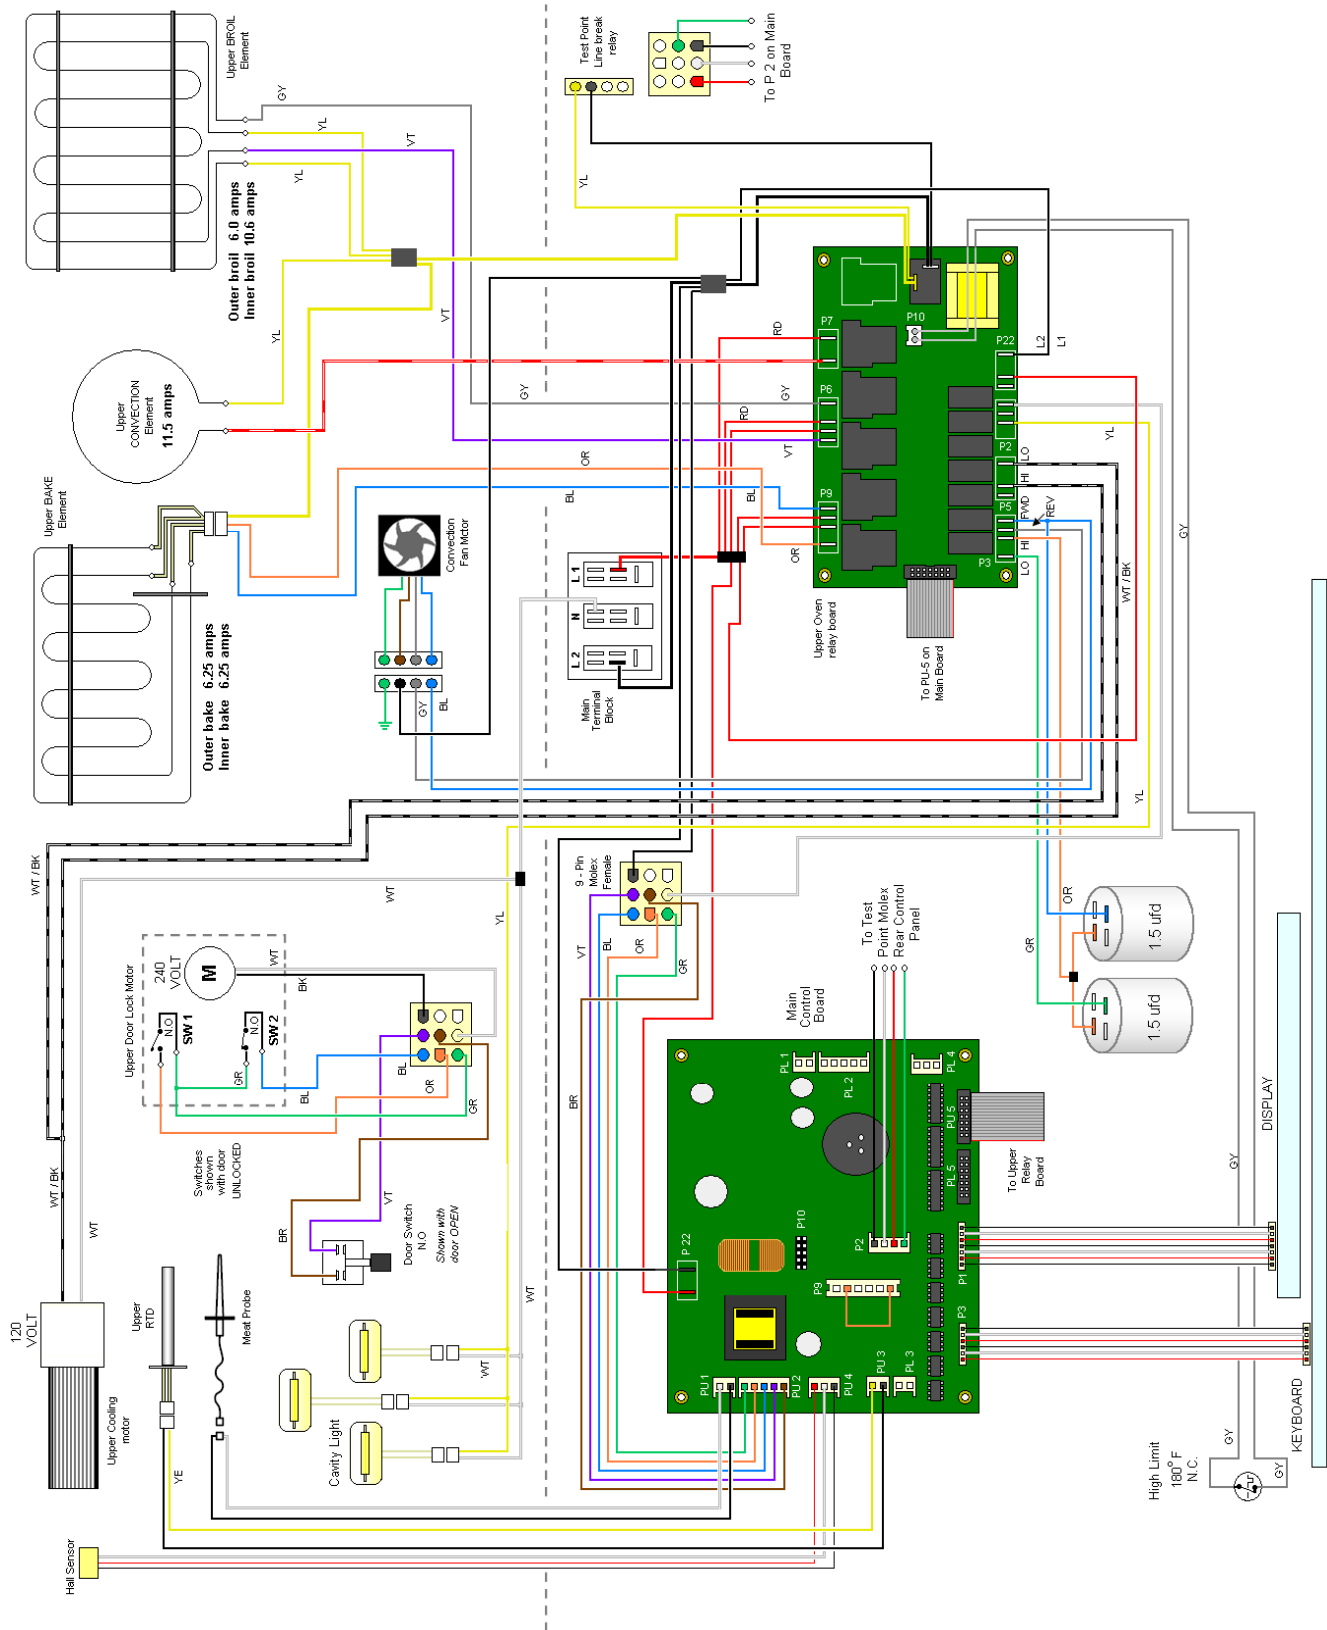 Upper BROIL
Element
GY
YL
VT
YL
Outer broil 6.0 amps
Inner broil 10.6 amps
YL
VT
Upper
CONVECTION
Element
11.5 amps
GY
Upper BAKE
Element
OR
BL
Outer bake 6.25 amps
Inner bake 6.25 amps
Convection
Fan Motor
GY
BL
Test Point
Line break
relay
To P 2 on Main
Board
YL
RD
GY
RD
VT
BL
OR
P7
P6
P9
P10
P22
P2
P5
P3
L2
L1
YL
LO
HI
FWD
REV
HI
LO
WT / BK
GY
Upper Oven
relay board
To PU-5 on
Main Board
L 1
N
L 2
Main
Terminal
Block
YL
WT / BK
WT
YL
Upper Door Lock Motor
240
VOLT
M
WT
BK
N.O
SW 1
N.O
SW 2
GR
BL
BL
OR
GR
Switches
shown
with door
UNLOCKED
WT / BK
WT
BR
VT
Door Switch
N.O
Shown with
door OPEN
WT
120
VOLT
Upper Cooling
motor
Upper
RTD
Meat Probe
YE
Cavity Light
WT
Hall Sensor
9 - Pin
Molex
Female
VT
BL
OR
GR
BR
To Test
Point Molex
Rear Control
Panel
Main
Control
Board
PL 1
PL 2
PL 4
PU 5
PL 5
P 22
P10
P2
P9
P1
P3
PU 1
PU 2
PU 4
PU 3
PL 3
To Upper
Relay
Board
OR
GR
1.5 ufd
1.5 ufd
DISPLAY
KEYBOARD
GY
GY
GY
High Limit
180° F
N.C.